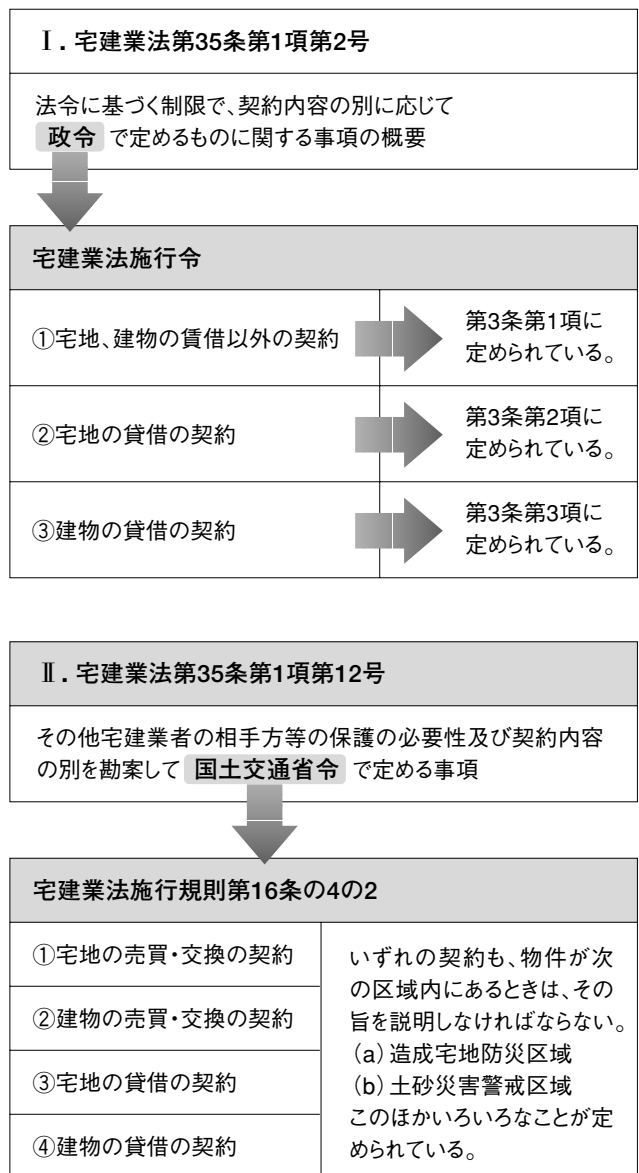 Ⅰ. 宅建業法第35条第1項第2号
法令に基づく制限で、契約内容の別に応じて
政令 で定めるものに関する事項の概要
宅建業法施行令
①宅地、建物の賃借以外の契約
第3条第1項に
定められている。
②宅地の貸借の契約
第3条第2項に
定められている。
③建物の貸借の契約
第3条第3項に
定められている。
Ⅱ. 宅建業法第35条第1項第12号
その他宅建業者の相手方等の保護の必要性及び契約内容
の別を勘案して 国土交通省令 で定める事項
宅建業法施行規則第16条の4の2
①宅地の売買・交換の契約
②建物の売買・交換の契約
③宅地の貸借の契約
④建物の貸借の契約
いずれの契約も、物件が次
の区域内にあるときは、その
旨を説明しなければならない。
(a)造成宅地防災区域
(b)土砂災害警戒区域
このほかいろいろなことが定
められている。